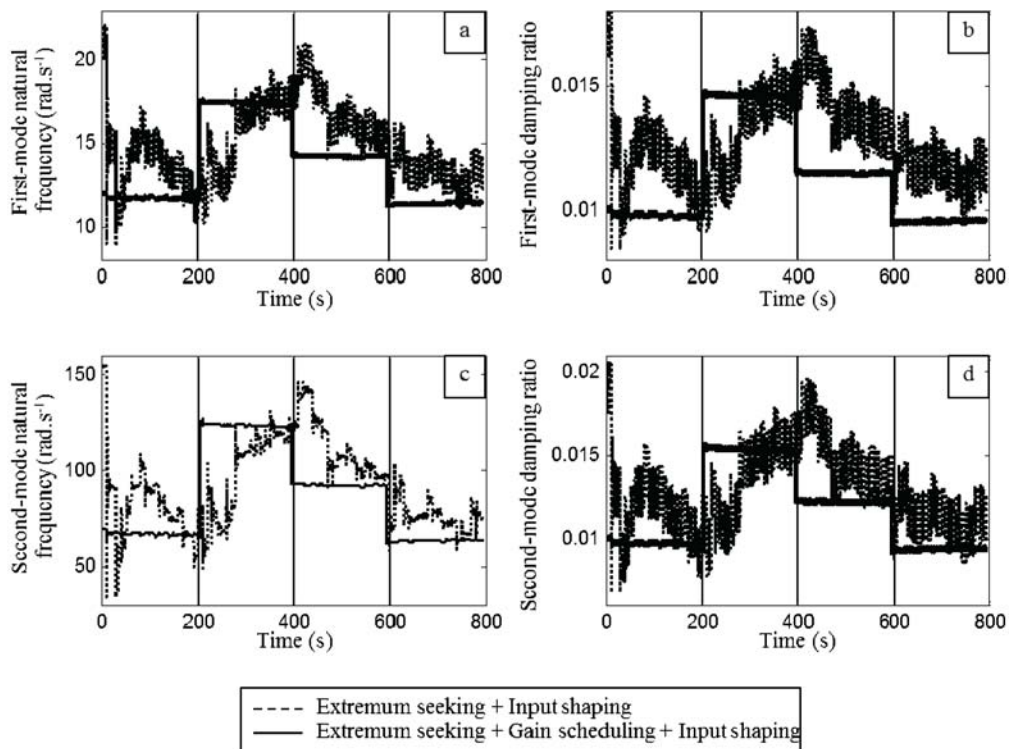 a
First-mode natural
frequency (rad.s⁻¹)
20
15
10
0
200
400
600
800
Time (s)
b
First-mode damping ratio
0.015
0.01
0
200
400
600
800
Time (s)
c
Second-mode natural
frequency (rad.s⁻¹)
150
100
50
0
200
400
600
800
Time (s)
d
Second-mode damping ratio
0.02
0.015
0.01
0
200
400
600
800
Time (s)
Extremum seeking + Input shaping
Extremum seeking + Gain scheduling + Input shaping